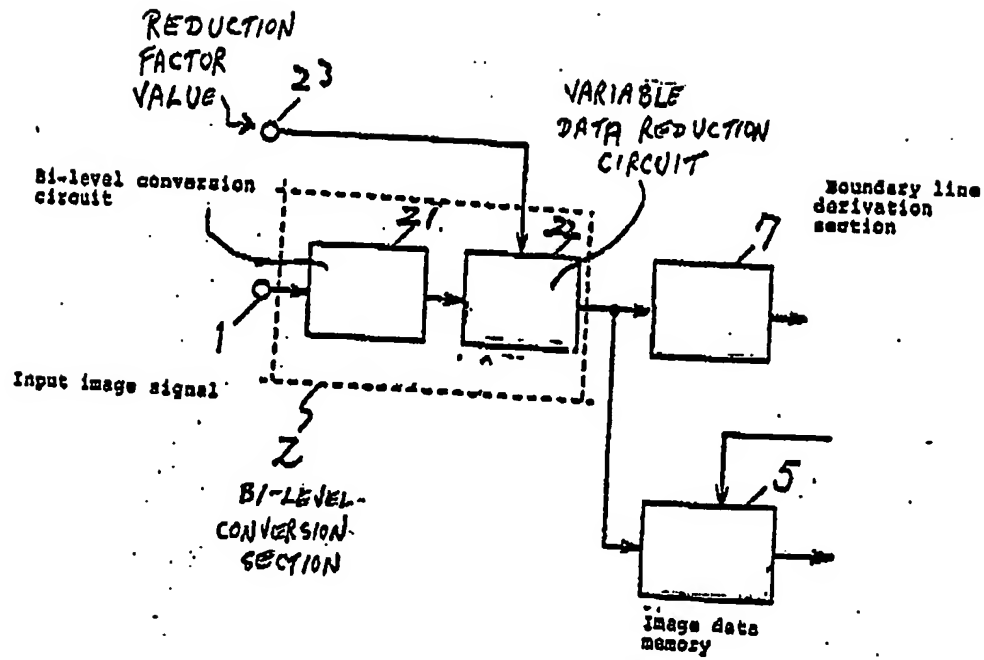 REDUCTION
FACTOR
VALUE
23
VARIABLE
DATA REDUCTION
CIRCUIT
Bi-level conversion
circuit
Boundary line
derivation
section
21
22
7
1
Input image signal
2
BI-LEVEL-
CONVERSION-
SECTION
5
Image data
memory